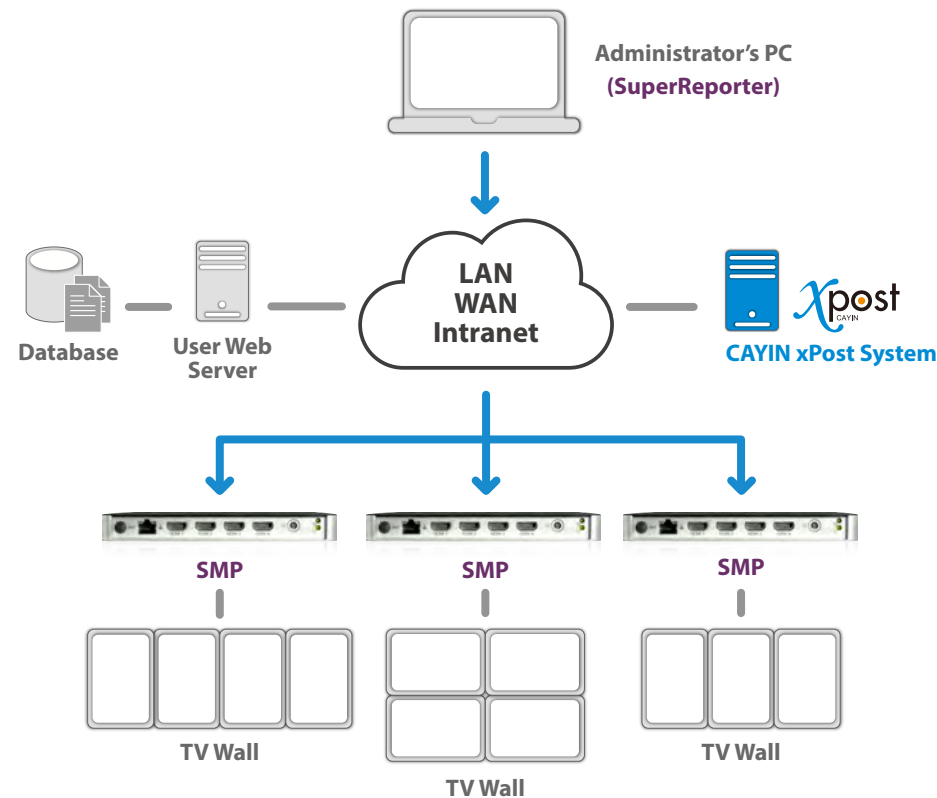 Administrator's PC
(SuperReporter)
LAN
WAN
Intranet
Database
User Web
Server
xpost
CAYIN
CAYIN xPost System
SMP
SMP
SMP
TV Wall
TV Wall
TV Wall